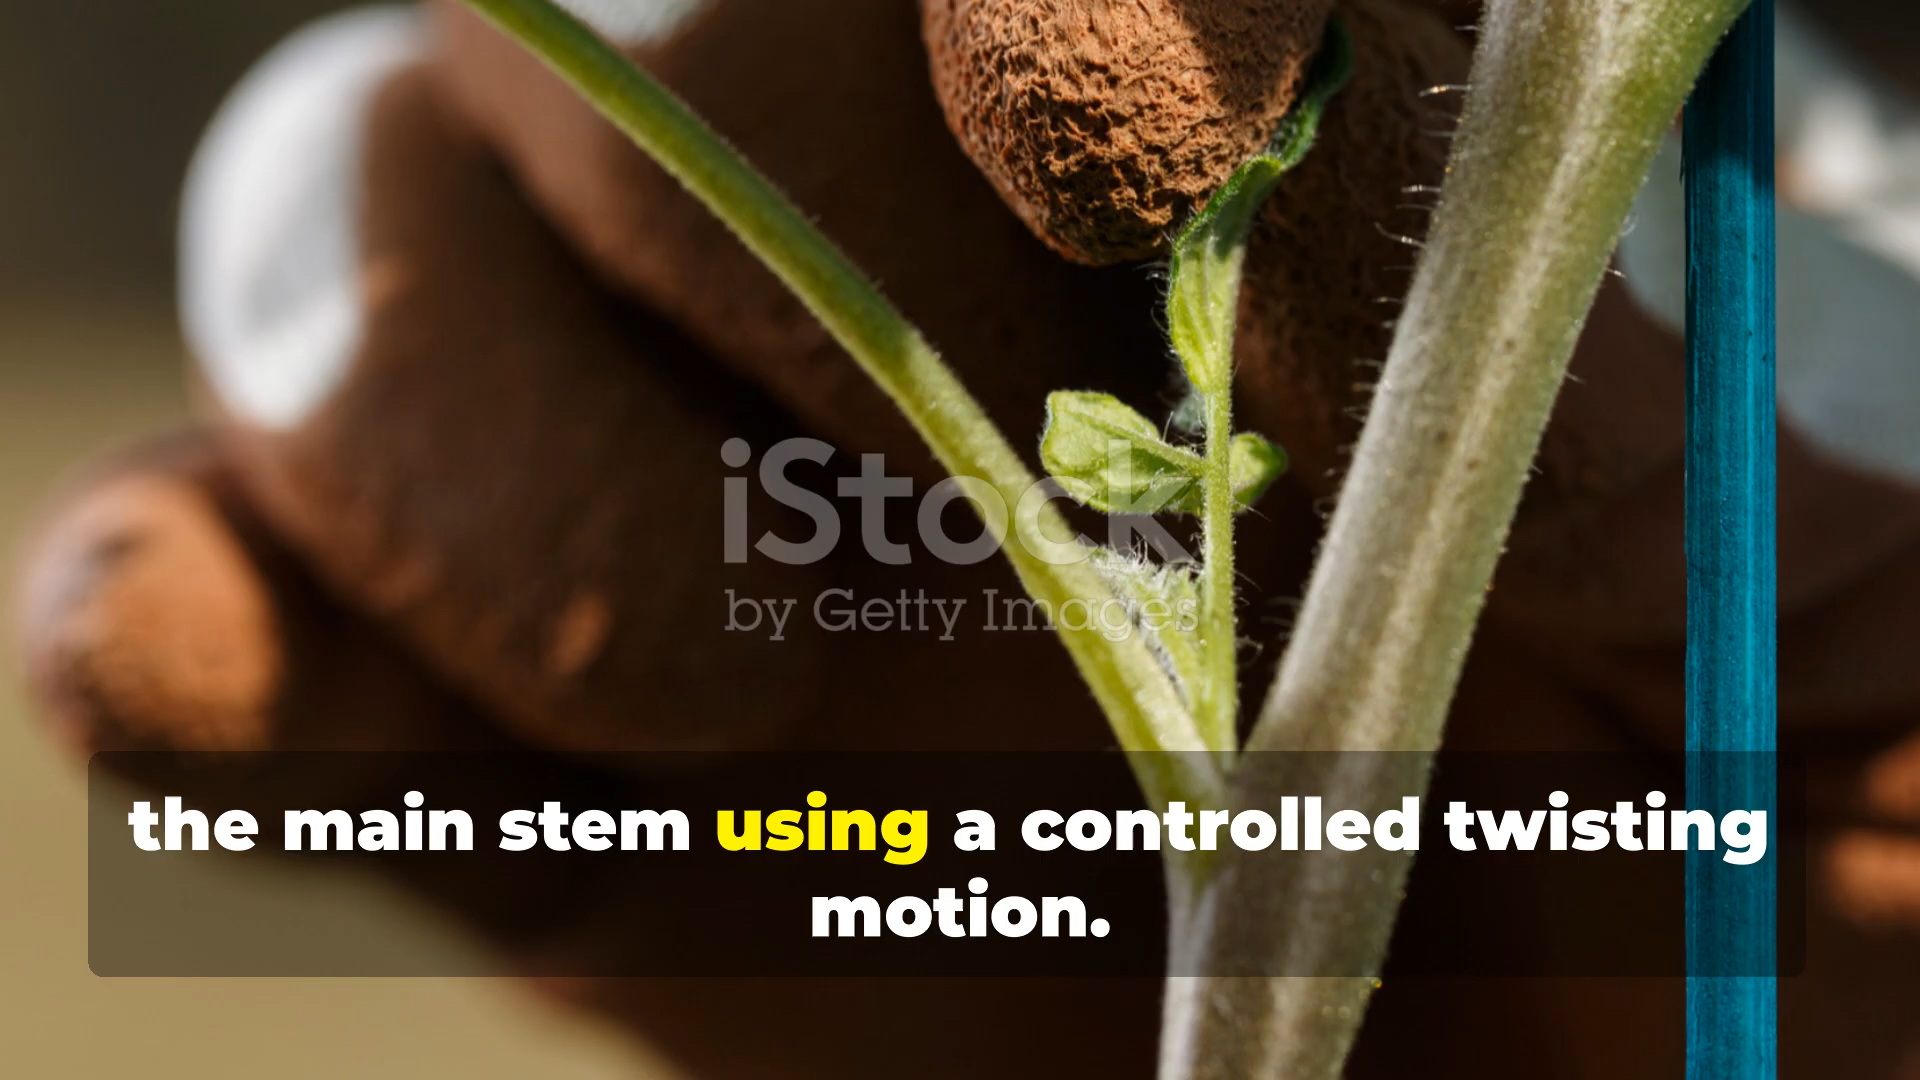 iStock
by Getty Images
the main stem using a controlled twisting
motion.